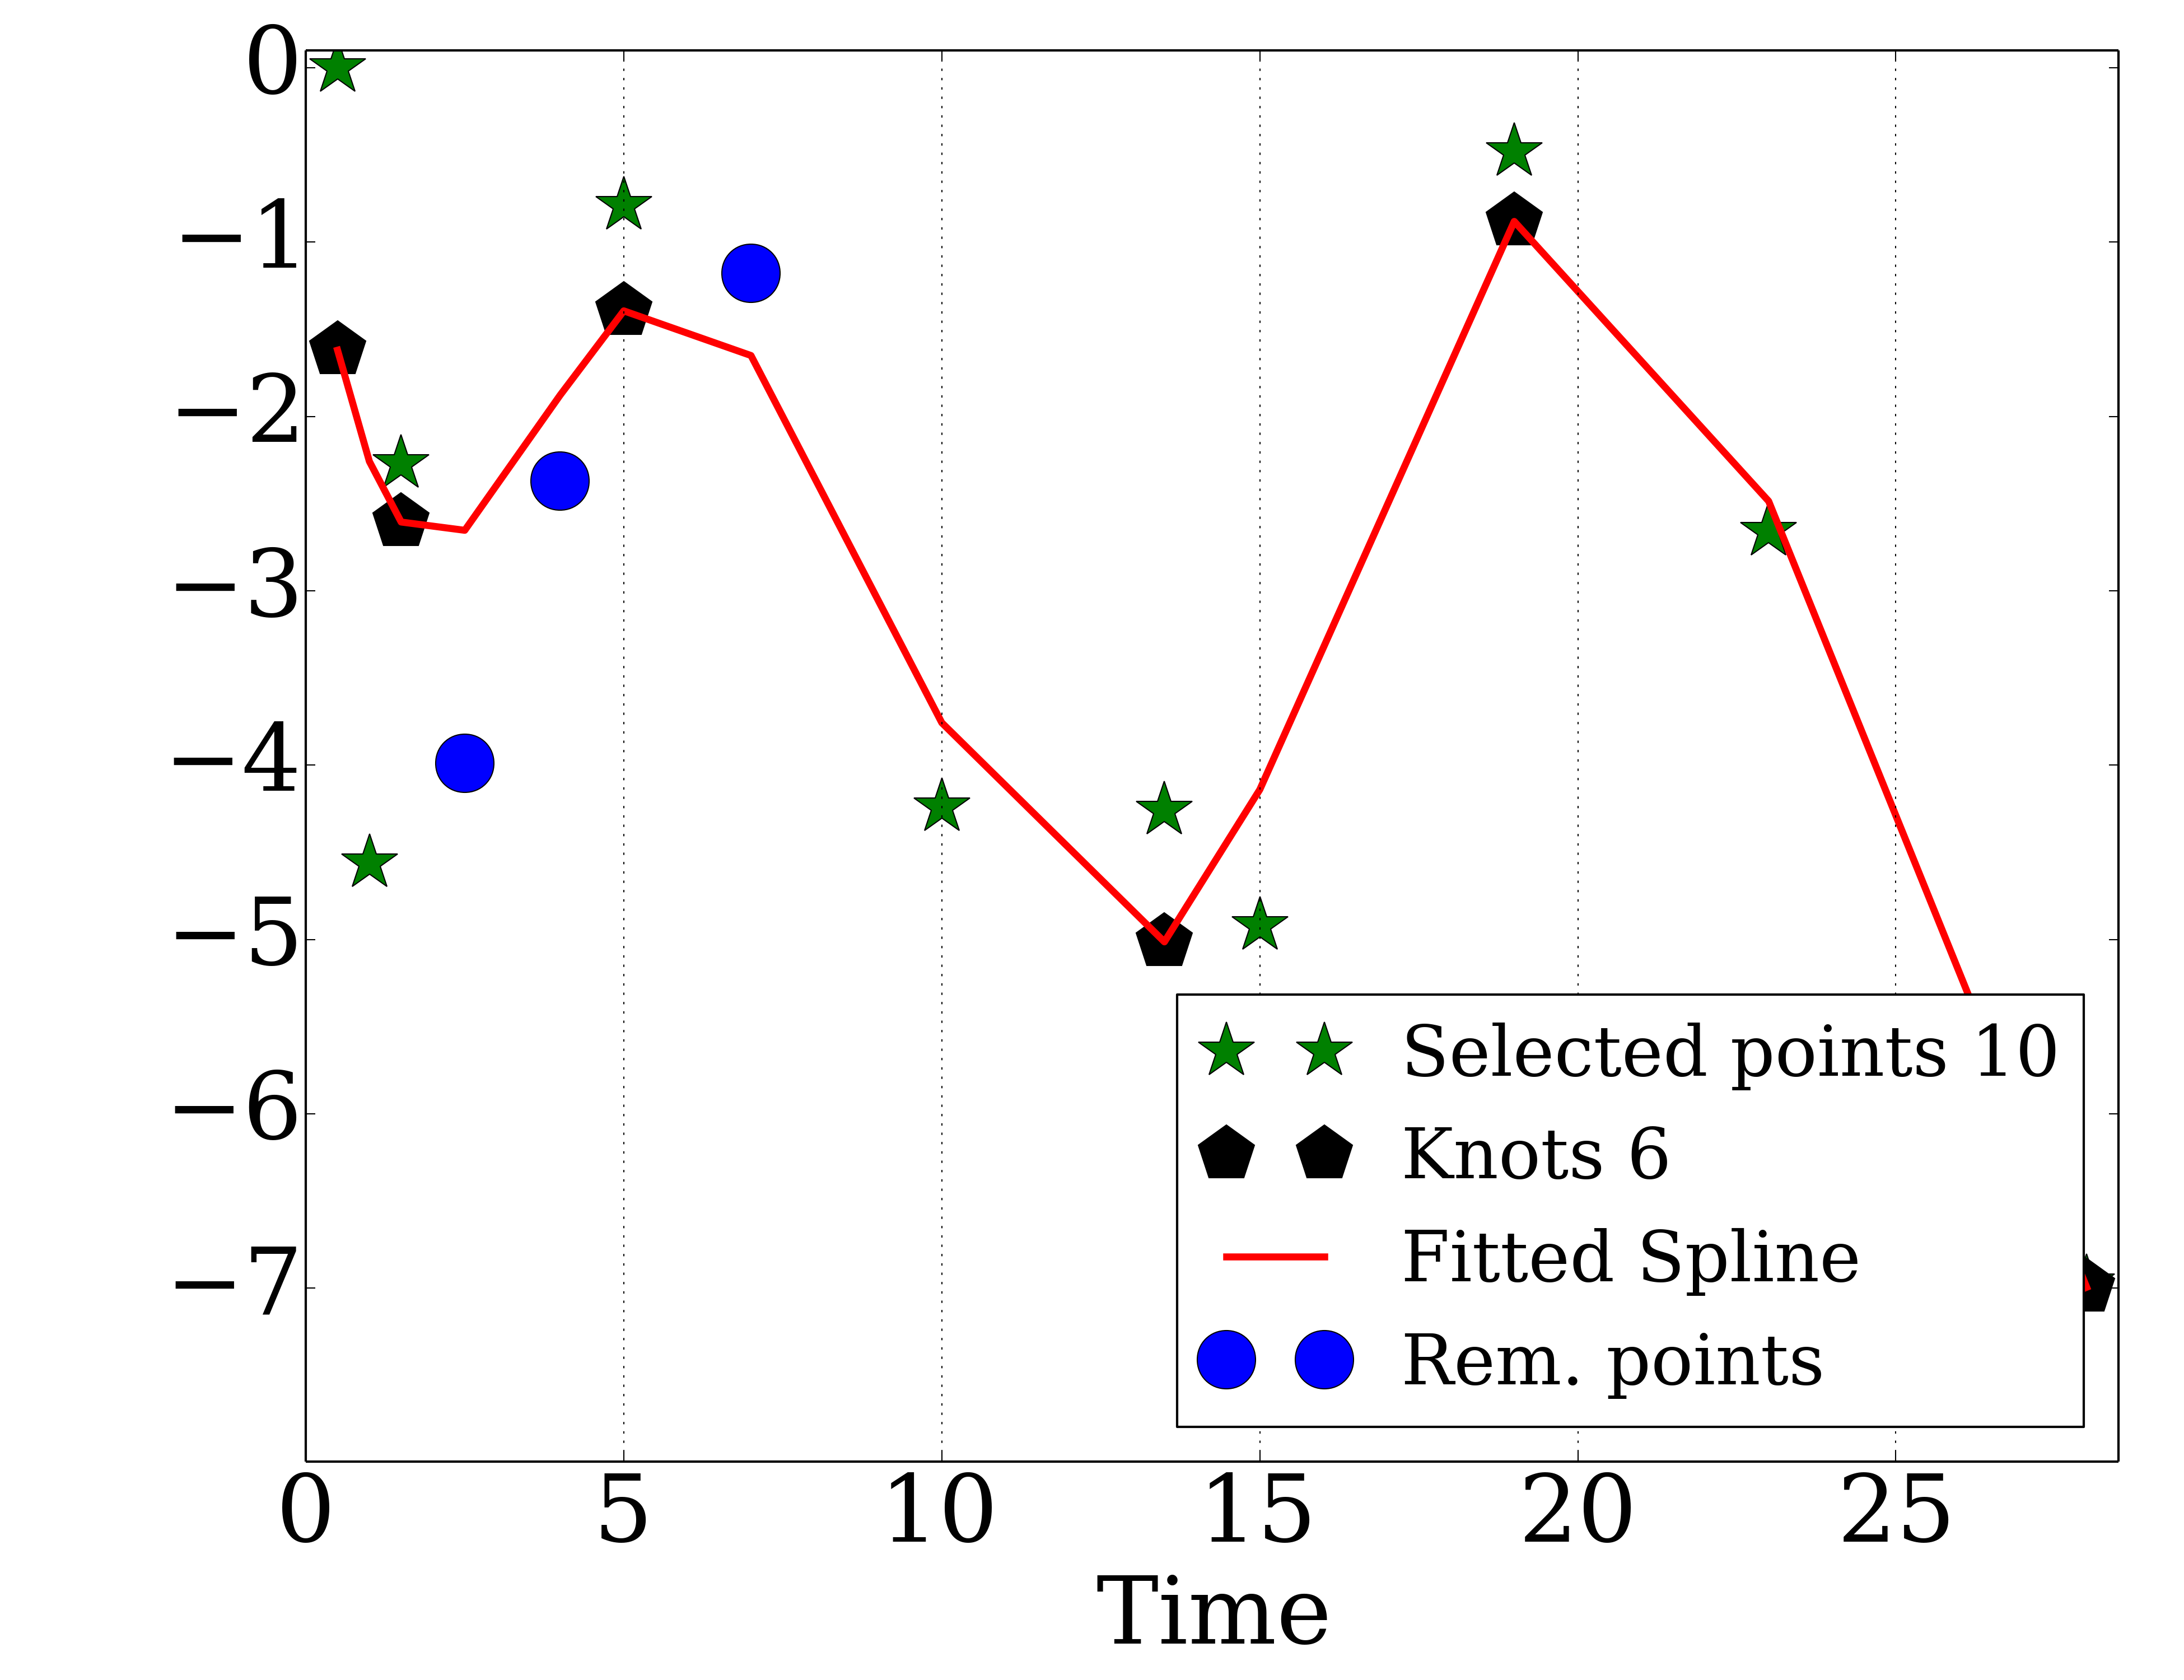 0
−1
−2
−3
−4
−5
−6
−7
Selected points 10
Knots 6
Fitted Spline
Rem. points
0 5 10 15 20 25
Time